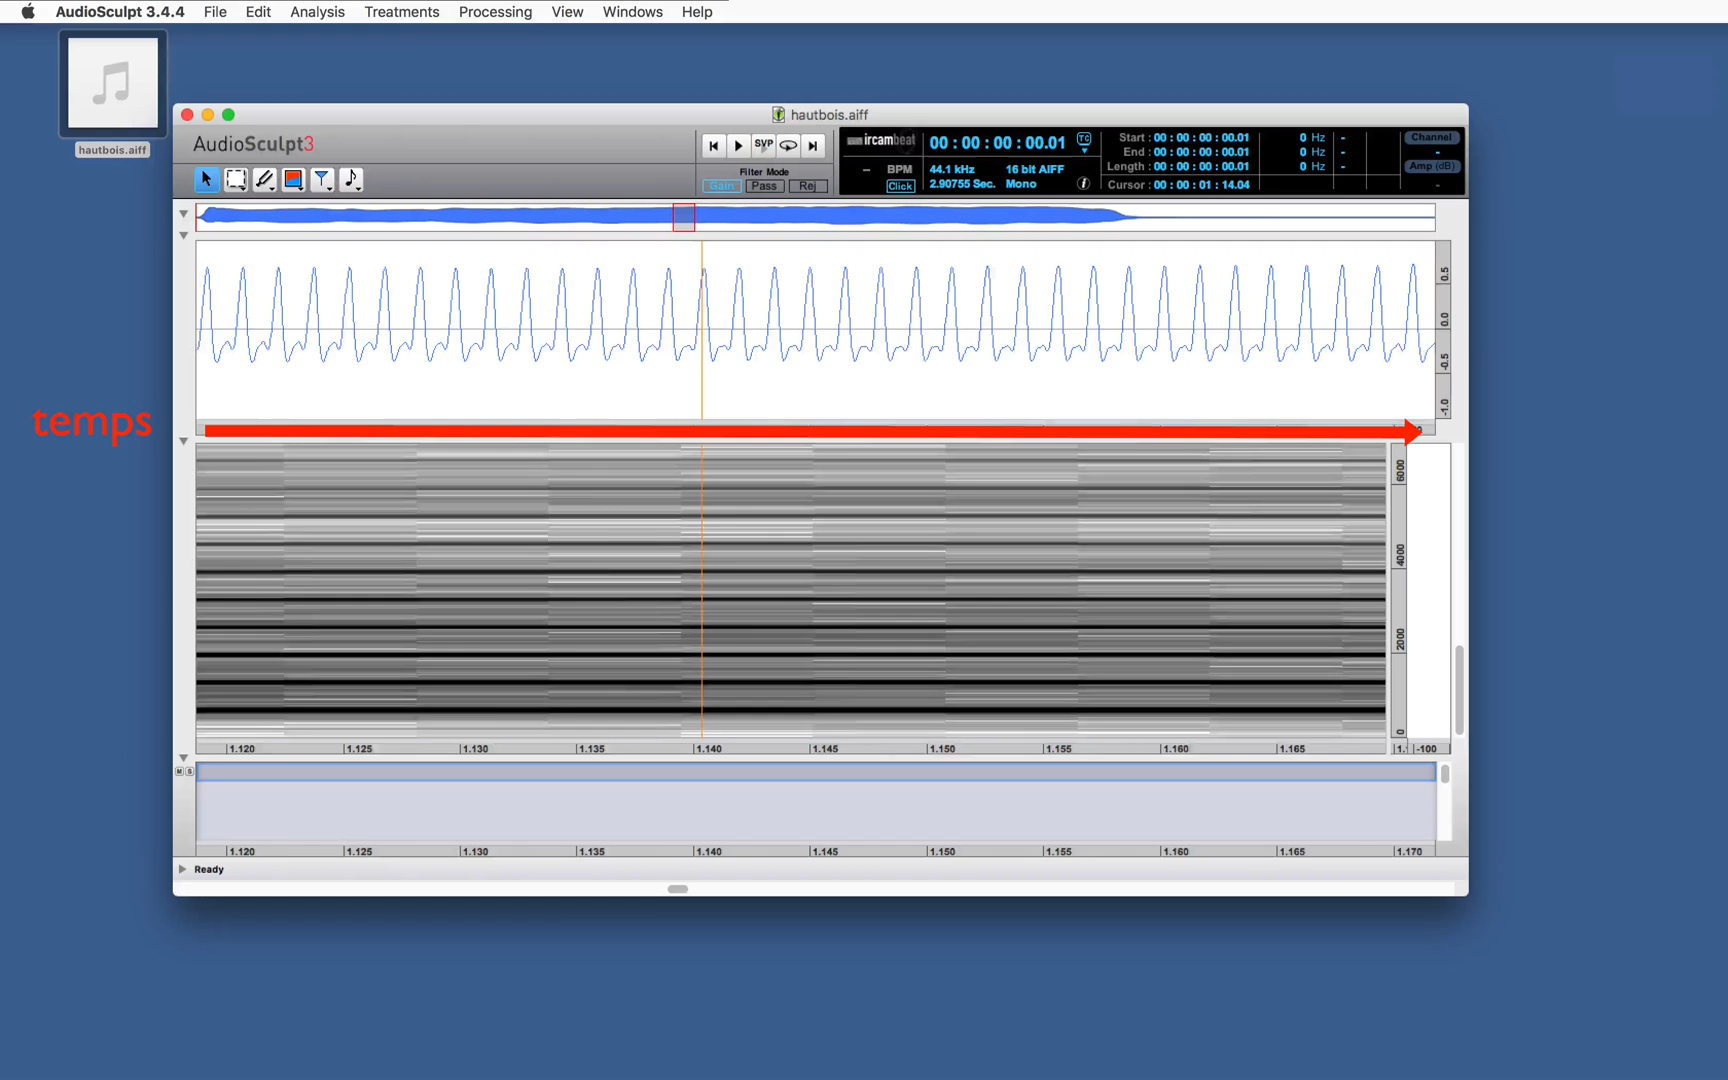 AudioSculpt 3.4.4 File Edit Analysis Treatments Processing View Windows Help
hautbois.aiff
hautbois.aiff
AudioSculpt3
SVP
Filter Mode
Gain Pass Rej
ircambeat
– BPM
Click
00 : 00 : 00 : 00.01
TC
44.1 kHz 16 bit AIFF
2.90755 Sec. Mono
Start : 00 : 00 : 00 : 00.01 0 Hz -
End : 00 : 00 : 00 : 00.01 0 Hz -
Length : 00 : 00 : 00 : 00.01 0 Hz -
Cursor : 00 : 00 : 01 : 14.04
Channel
-
Amp (dB)
-
0.5
0.0
-0.5
-1.0
temps
6000
4000
2000
0
1.120 1.125 1.130 1.135 1.140 1.145 1.150 1.155 1.160 1.165 -100
M S
1.120 1.125 1.130 1.135 1.140 1.145 1.150 1.155 1.160 1.165 1.170
Ready